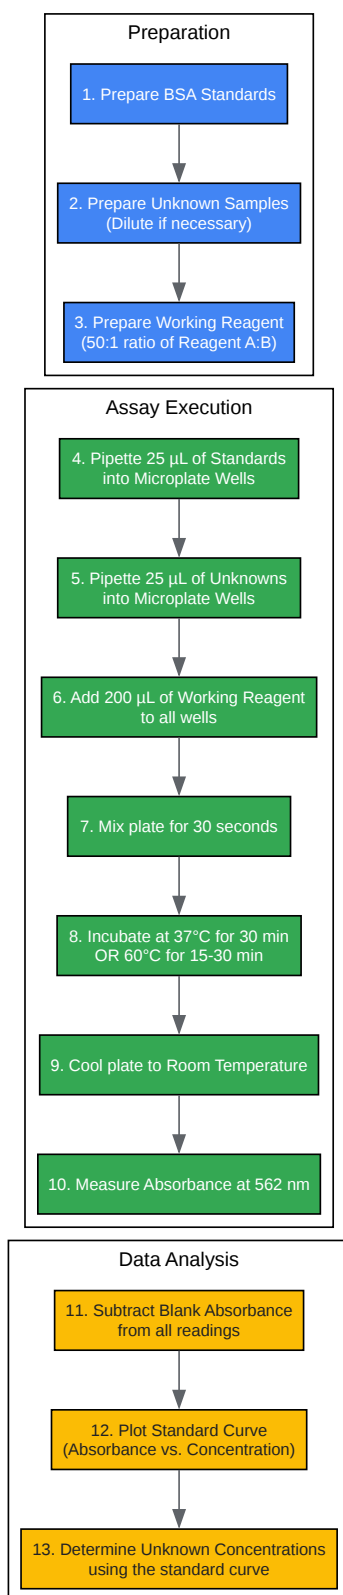 Preparation
1. Prepare BSA Standards
2. Prepare Unknown Samples
(Dilute if necessary)
3. Prepare Working Reagent
(50:1 ratio of Reagent A:B)
Assay Execution
4. Pipette 25 µL of Standards
into Microplate Wells
5. Pipette 25 µL of Unknowns
into Microplate Wells
6. Add 200 µL of Working Reagent
to all wells
7. Mix plate for 30 seconds
8. Incubate at 37°C for 30 min
OR 60°C for 15-30 min
9. Cool plate to Room Temperature
10. Measure Absorbance at 562 nm
Data Analysis
11. Subtract Blank Absorbance
from all readings
12. Plot Standard Curve
(Absorbance vs. Concentration)
13. Determine Unknown Concentrations
using the standard curve